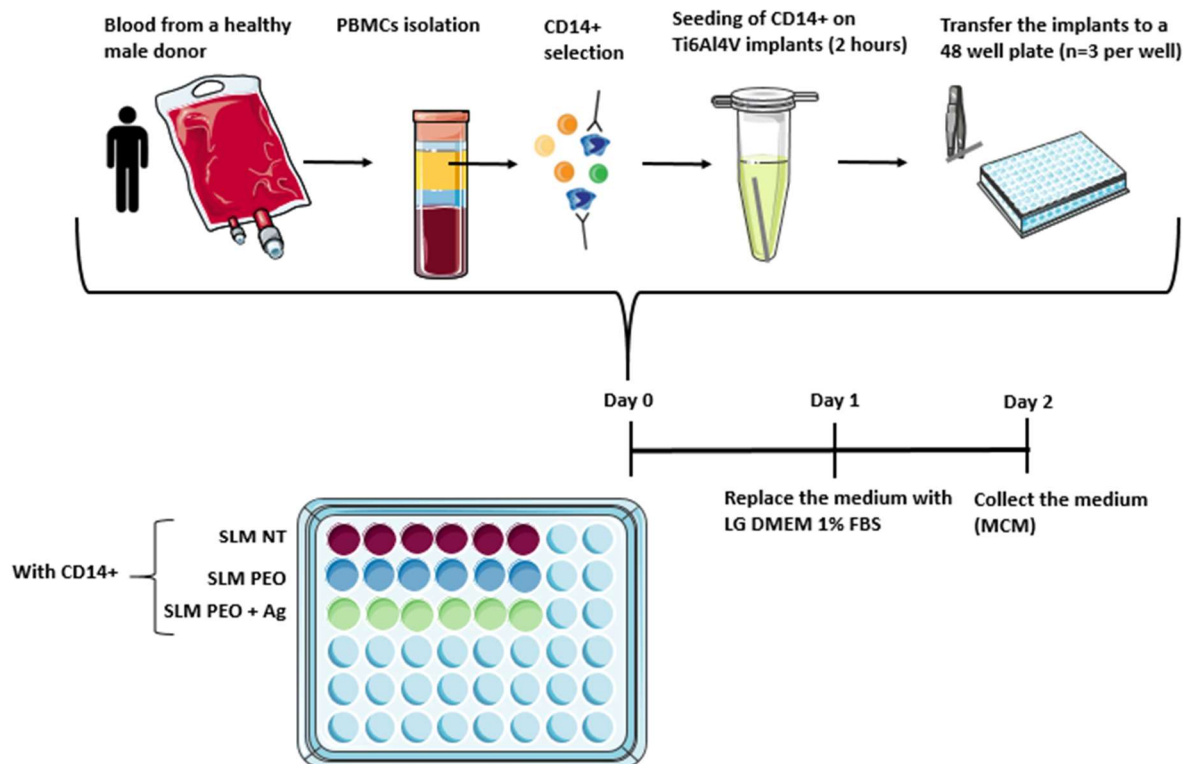 Blood from a healthy
male donor
PBMCs isolation
CD14+
selection
Seeding of CD14+ on
Ti6Al4V implants (2 hours)
Transfer the implants to a
48 well plate (n=3 per well)
Day 0
Day 1
Day 2
Replace the medium with
LG DMEM 1% FBS
Collect the medium
(MCM)
With CD14+
SLM NT
SLM PEO
SLM PEO + Ag